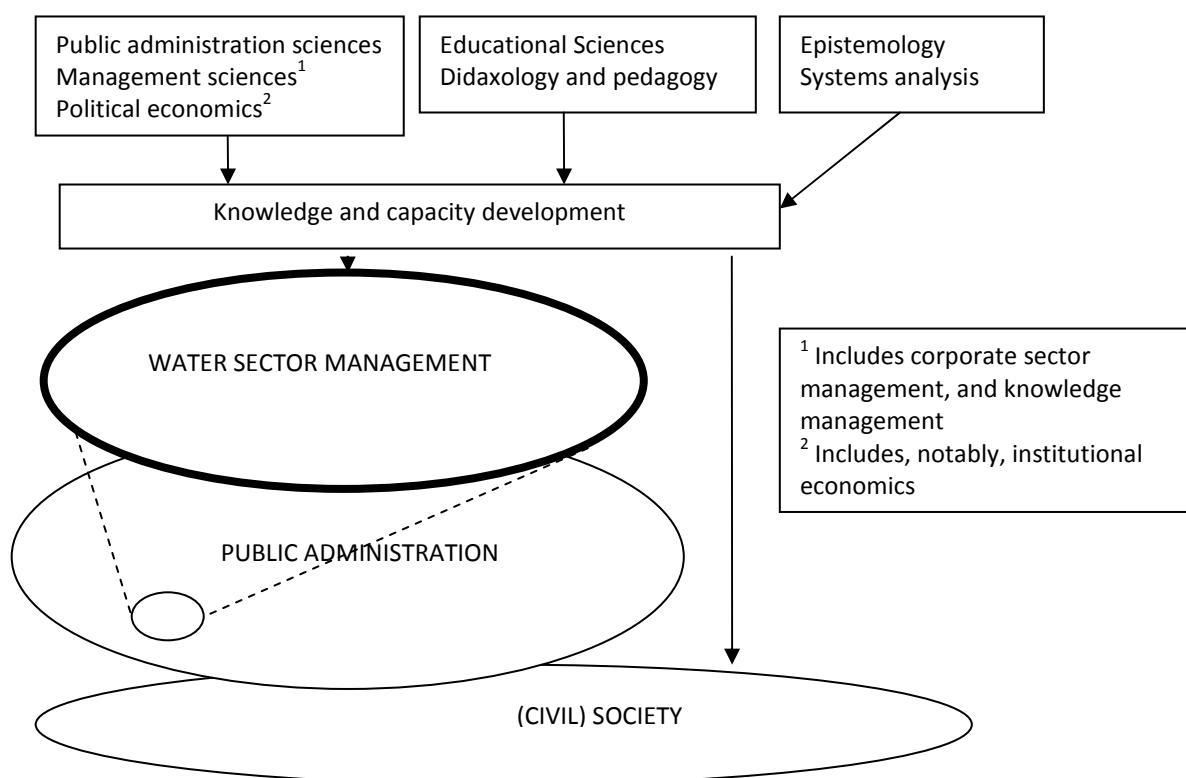 Public administration sciences
Management sciences¹
Political economics²
Educational Sciences
Didaxology and pedagogy
Epistemology
Systems analysis
Knowledge and capacity development
WATER SECTOR MANAGEMENT
¹ Includes corporate sector
management, and knowledge
management
² Includes, notably, institutional
economics
PUBLIC ADMINISTRATION
(CIVIL) SOCIETY